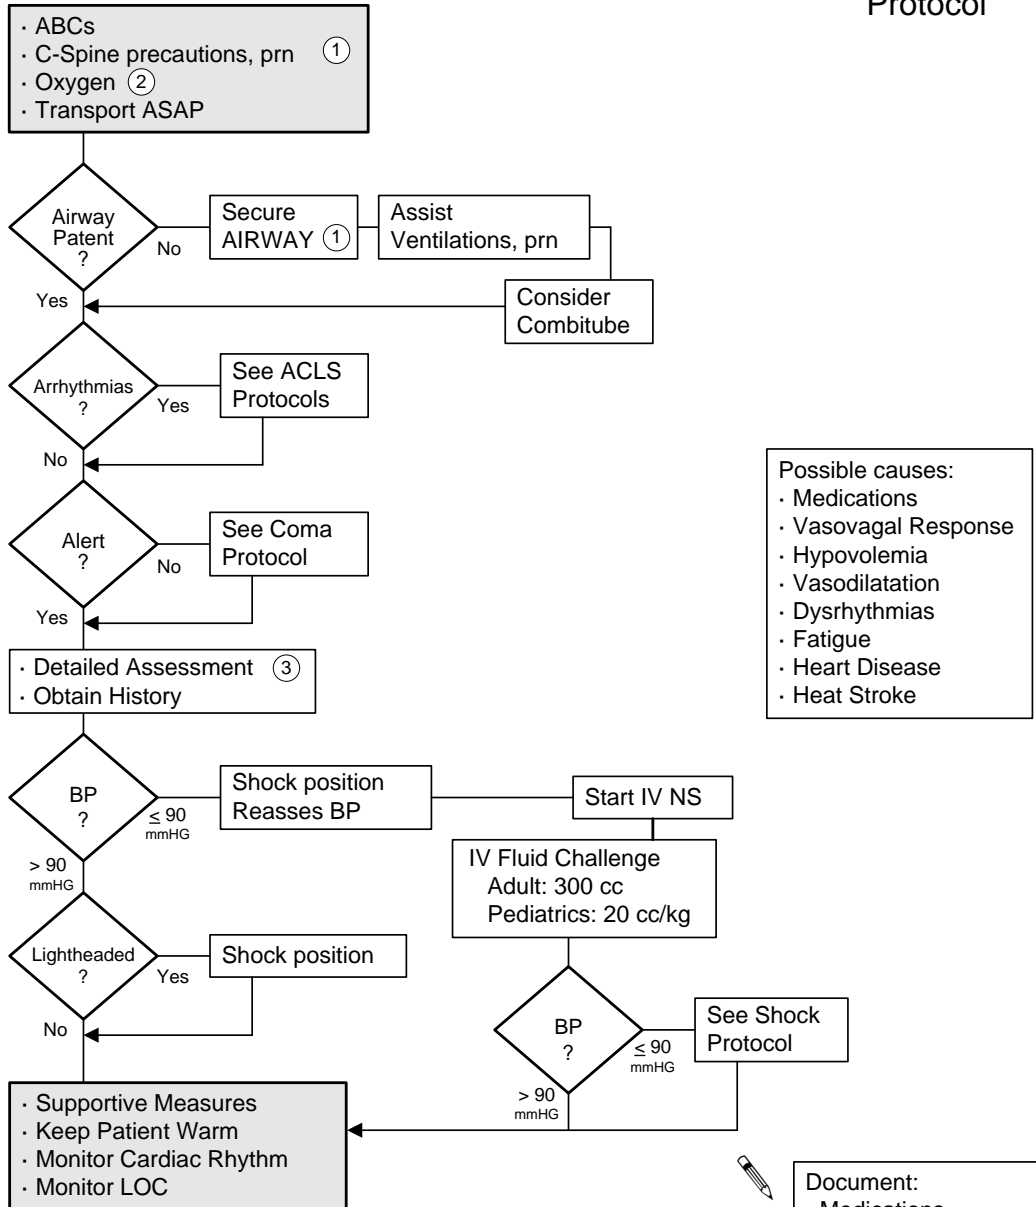 Protocol
· ABCs
· C-Spine precautions, prn 1
· Oxygen 2
· Transport ASAP
Airway
Patent
?
No
Secure
AIRWAY 1
Assist
Ventilations, prn
Consider
Combitube
Yes
Arrhythmias
?
Yes
See ACLS
Protocols
No
Alert
?
No
See Coma
Protocol
Yes
Possible causes:
· Medications
· Vasovagal Response
· Hypovolemia
· Vasodilatation
· Dysrhythmias
· Fatigue
· Heart Disease
· Heat Stroke
· Detailed Assessment 3
· Obtain History
BP
?
≤ 90
mmHG
Shock position
Reasses BP
Start IV NS
IV Fluid Challenge
Adult: 300 cc
Pediatrics: 20 cc/kg
> 90
mmHG
Lightheaded
?
Yes
Shock position
No
BP
?
≤ 90
mmHG
See Shock
Protocol
> 90
mmHG
· Supportive Measures
· Keep Patient Warm
· Monitor Cardiac Rhythm
· Monitor LOC
Document:
Medications